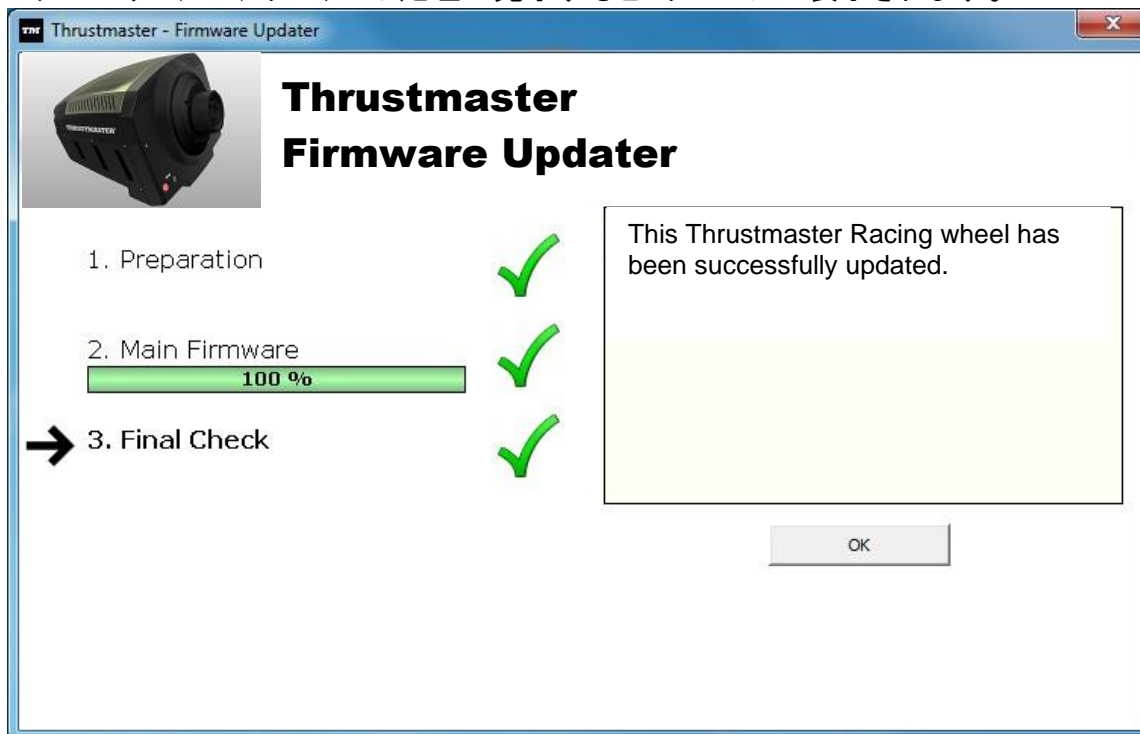 Thrustmaster - Firmware Updater
THRUSTMASTER
Thrustmaster
Firmware Updater
1. Preparation
This Thrustmaster Racing wheel has
been successfully updated.
2. Main Firmware
100 %
3. Final Check
OK